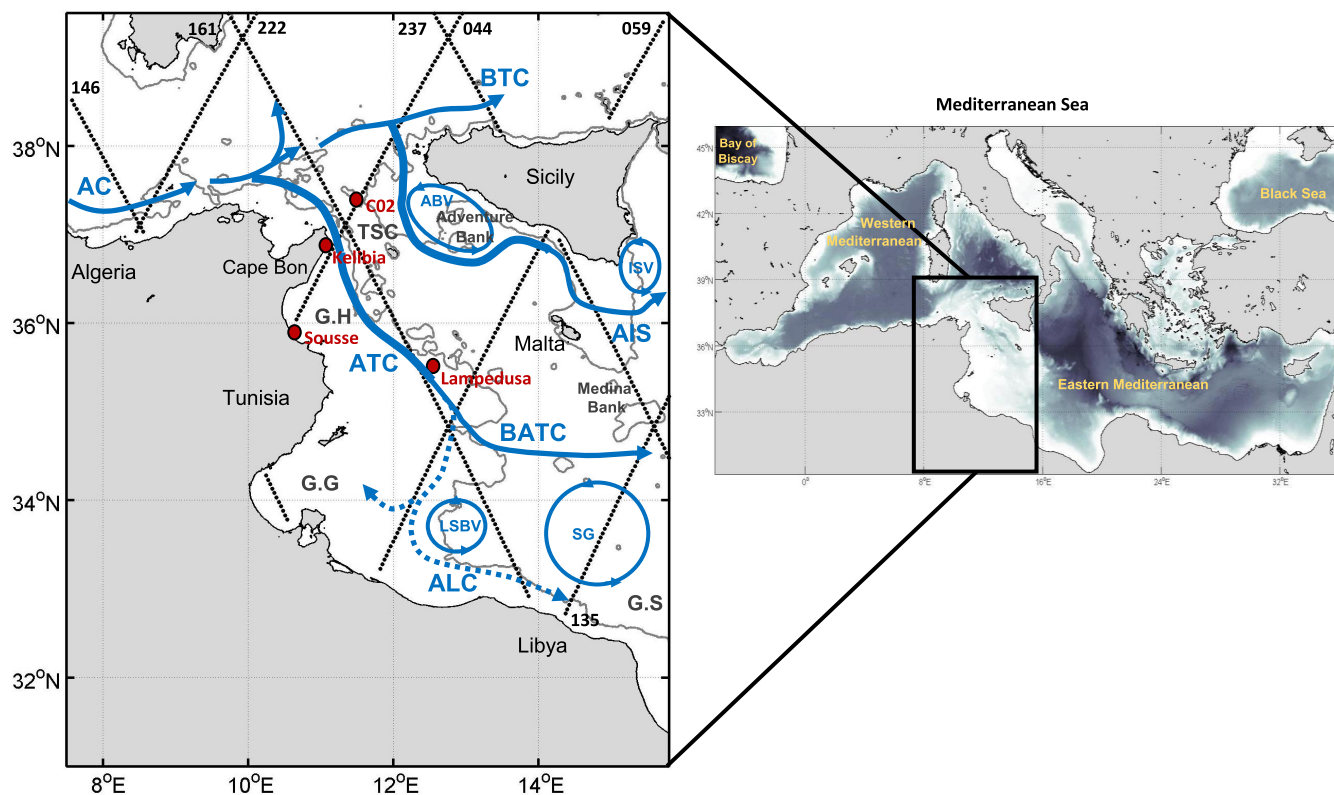 161
222
237
044
059
146
BTC
38°N
AC
Sicily
ABV
C02
Adventure
Bank
TSC
Kelibia
Algeria
Cape Bon
ISV
36°N
G.H
Sousse
ATC
Malta
AIS
Lampedusa
Tunisia
Medina
Bank
BATC
34°N
G.G
LSBV
SG
ALC
G.S
135
Libya
32°N
8°E
10°E
12°E
14°E
Mediterranean Sea
Bay of
Biscay
Black Sea
Western
Mediterranean
Eastern Mediterranean
45°N
42°N
39°N
36°N
33°N
0°
8°E
16°E
24°E
32°E